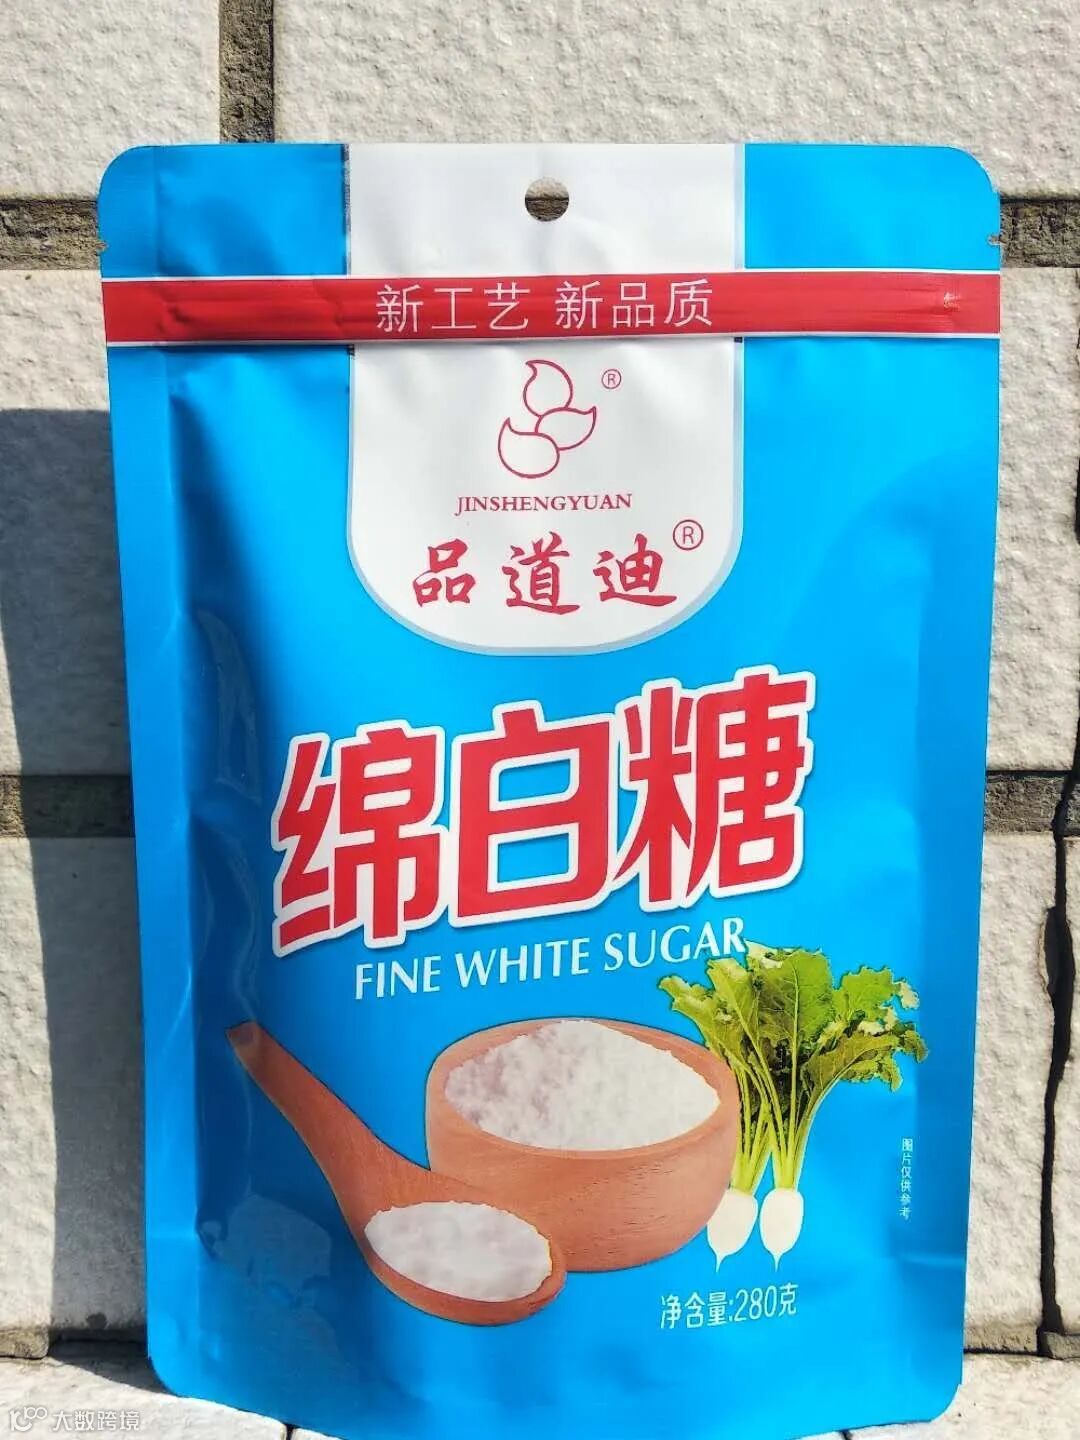 新工艺 新品质
®
JINSHENGYUAN
品道迪®
绵白糖
FINE WHITE SUGAR
图片仅供参考
净含量:280克
大数跨境